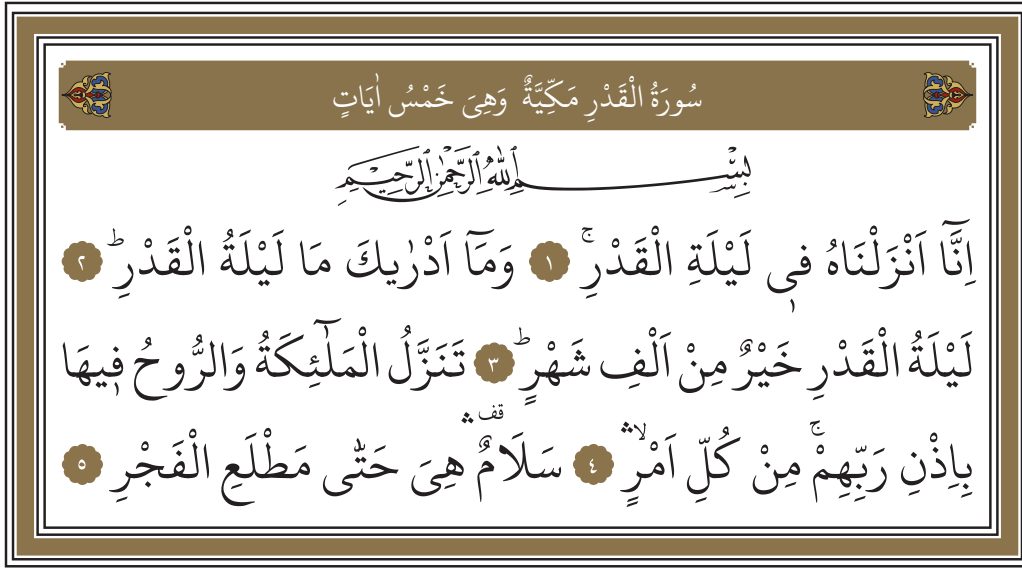 سُورَةُ الْقَدْرِ مَكِّيَّةٌ وَهِىَ خَمْسُ اٰيَاتٍ
بِسْمِ اللّٰهِ الرَّحْمٰنِ الرَّحِيمِ
اِنَّٓا اَنْزَلْنَاهُ ف۪ى لَيْلَةِ الْقَدْرِۚ ﴿١﴾ وَمَٓا اَدْرٰيكَ مَا لَيْلَةُ الْقَدْرِۜ ﴿٢﴾
لَيْلَةُ الْقَدْرِ خَيْرٌ مِنْ اَلْفِ شَهْرٍۜ ﴿٣﴾ تَنَزَّلُ الْمَلٰٓئِكَةُ وَالرُّوحُ ف۪يهَا
بِاِذْنِ رَبِّهِمْۚ مِنْ كُلِّ اَمْرٍۙۛ ﴿٤﴾ سَلَامٌ۠ۛ قف هِىَ حَتّٰى مَطْلَعِ الْفَجْرِ ﴿٥﴾